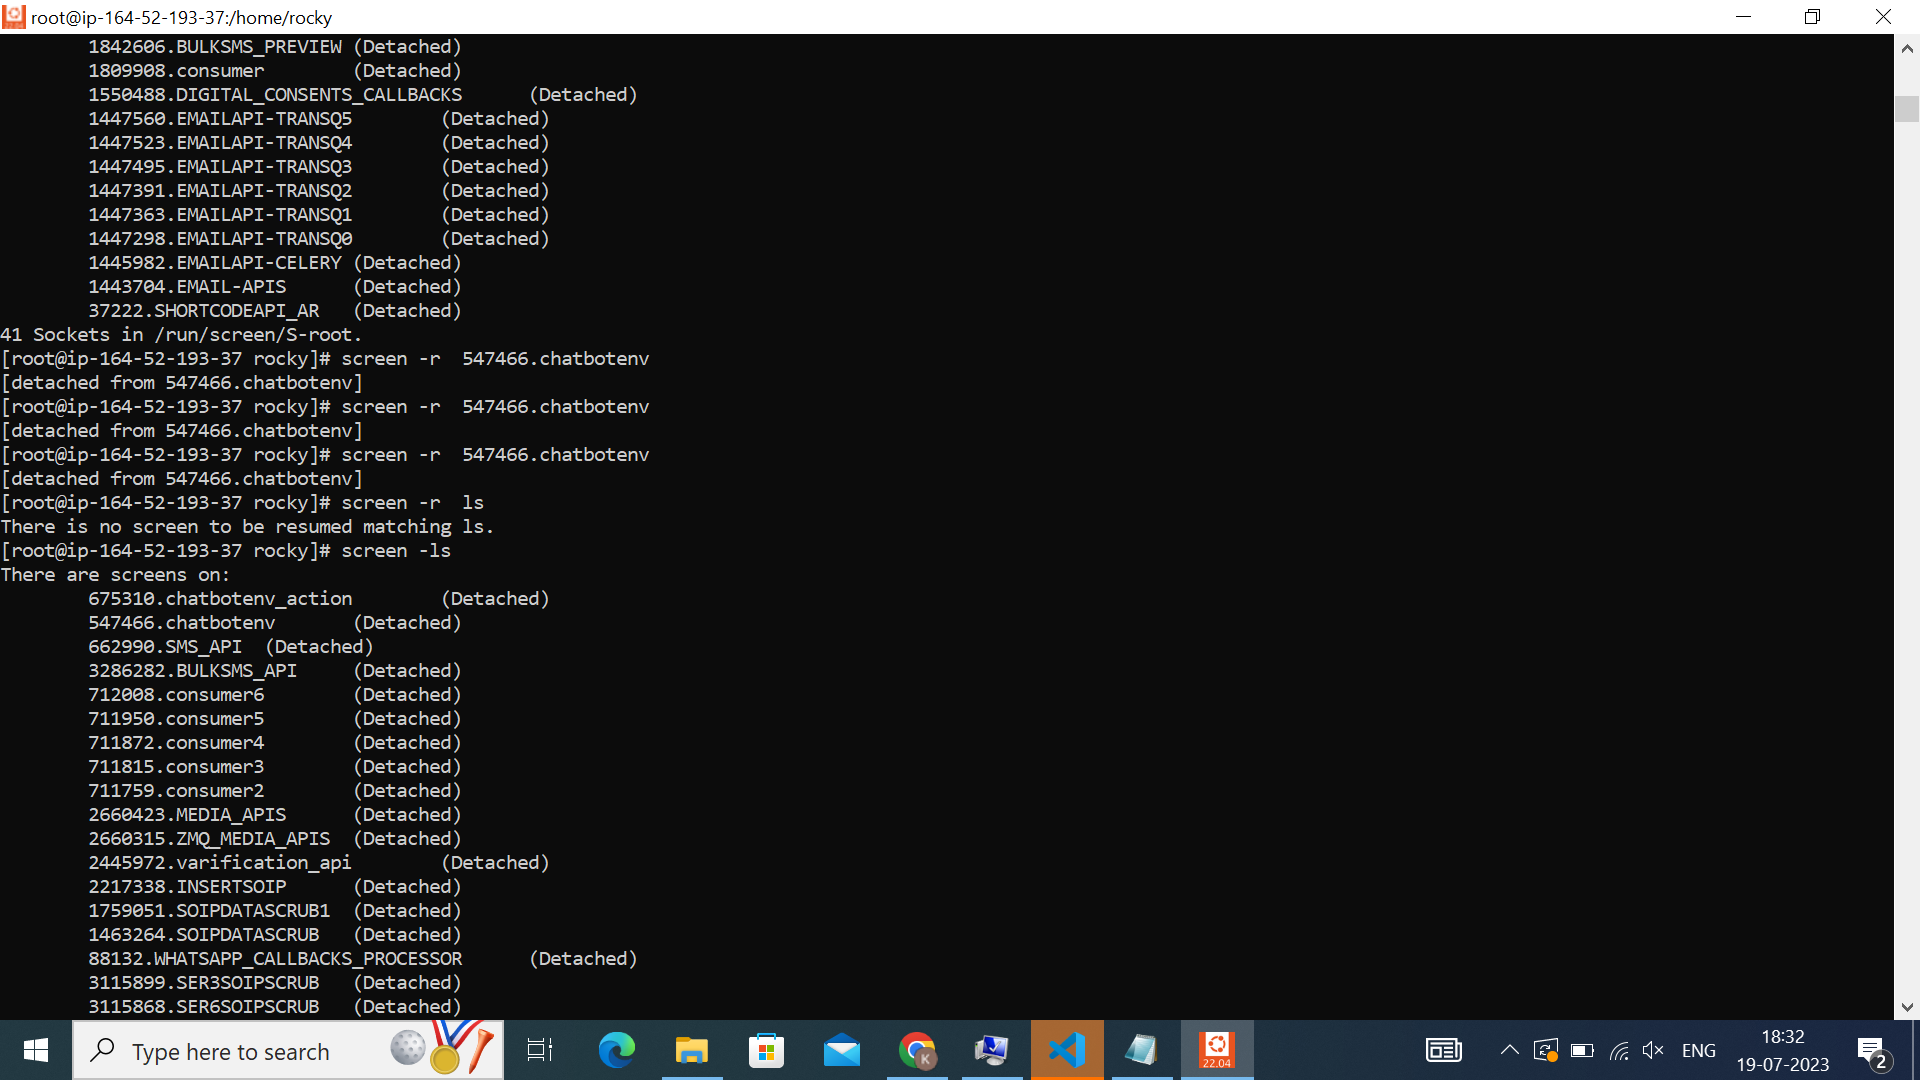 root@ip-164-52-193-37:/home/rocky
1842606.BULKSMS_PREVIEW (Detached)
1809908.consumer (Detached)
1550488.DIGITAL_CONSENTS_CALLBACKS (Detached)
1447560.EMAILAPI-TRANSQ5 (Detached)
1447523.EMAILAPI-TRANSQ4 (Detached)
1447495.EMAILAPI-TRANSQ3 (Detached)
1447391.EMAILAPI-TRANSQ2 (Detached)
1447363.EMAILAPI-TRANSQ1 (Detached)
1447298.EMAILAPI-TRANSQ0 (Detached)
1445982.EMAILAPI-CELERY (Detached)
1443704.EMAIL-APIS (Detached)
37222.SHORTCODEAPI_AR (Detached)
41 Sockets in /run/screen/S-root.
[root@ip-164-52-193-37 rocky]# screen -r  547466.chatbotenv
[detached from 547466.chatbotenv]
[root@ip-164-52-193-37 rocky]# screen -r  547466.chatbotenv
[detached from 547466.chatbotenv]
[root@ip-164-52-193-37 rocky]# screen -r  547466.chatbotenv
[detached from 547466.chatbotenv]
[root@ip-164-52-193-37 rocky]# screen -r  ls
There is no screen to be resumed matching ls.
[root@ip-164-52-193-37 rocky]# screen -ls
There are screens on:
675310.chatbotenv_action (Detached)
547466.chatbotenv (Detached)
662990.SMS_API (Detached)
3286282.BULKSMS_API (Detached)
712008.consumer6 (Detached)
711950.consumer5 (Detached)
711872.consumer4 (Detached)
711815.consumer3 (Detached)
711759.consumer2 (Detached)
2660423.MEDIA_APIS (Detached)
2660315.ZMQ_MEDIA_APIS (Detached)
2445972.varification_api (Detached)
2217338.INSERTSOIP (Detached)
1759051.SOIPDATASCRUB1 (Detached)
1463264.SOIPDATASCRUB (Detached)
88132.WHATSAPP_CALLBACKS_PROCESSOR (Detached)
3115899.SER3SOIPSCRUB (Detached)
3115868.SER6SOIPSCRUB (Detached)
Type here to search
K
22.04
ENG
18:32
19-07-2023
2